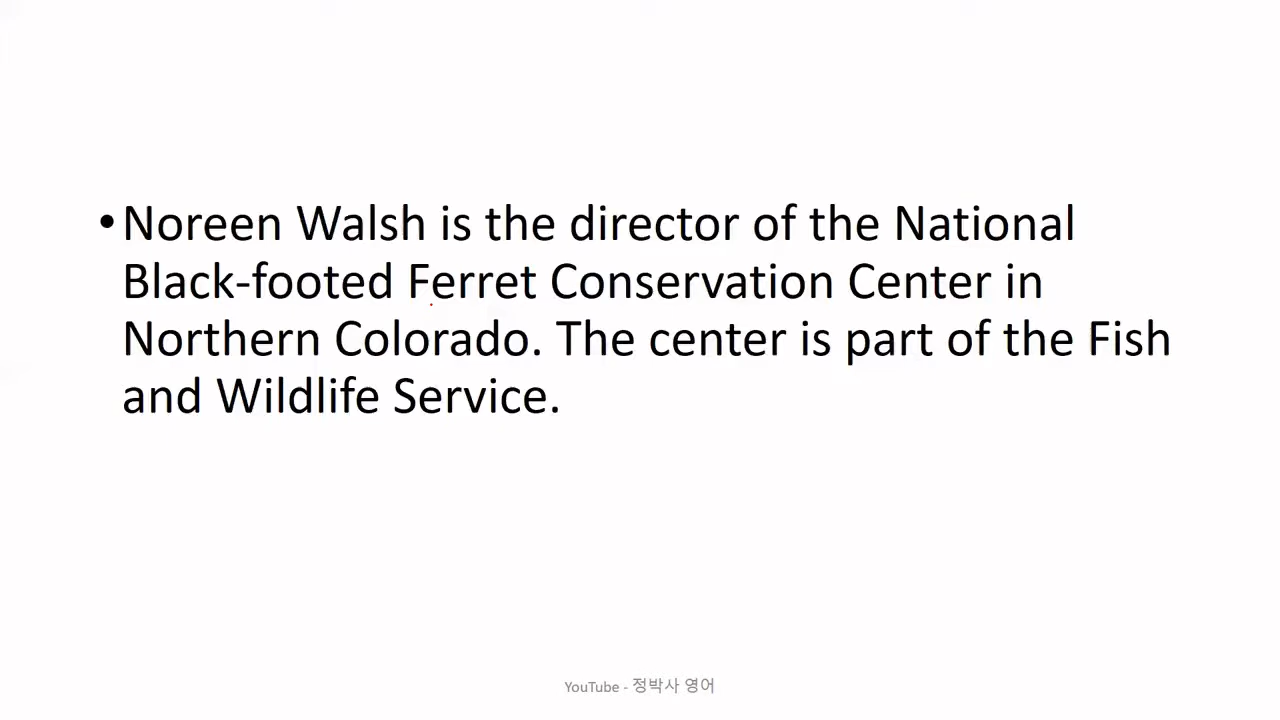 •Noreen Walsh is the director of the National
Black-footed Ferret Conservation Center in
Northern Colorado. The center is part of the Fish
and Wildlife Service.
YouTube - 정박사 영어